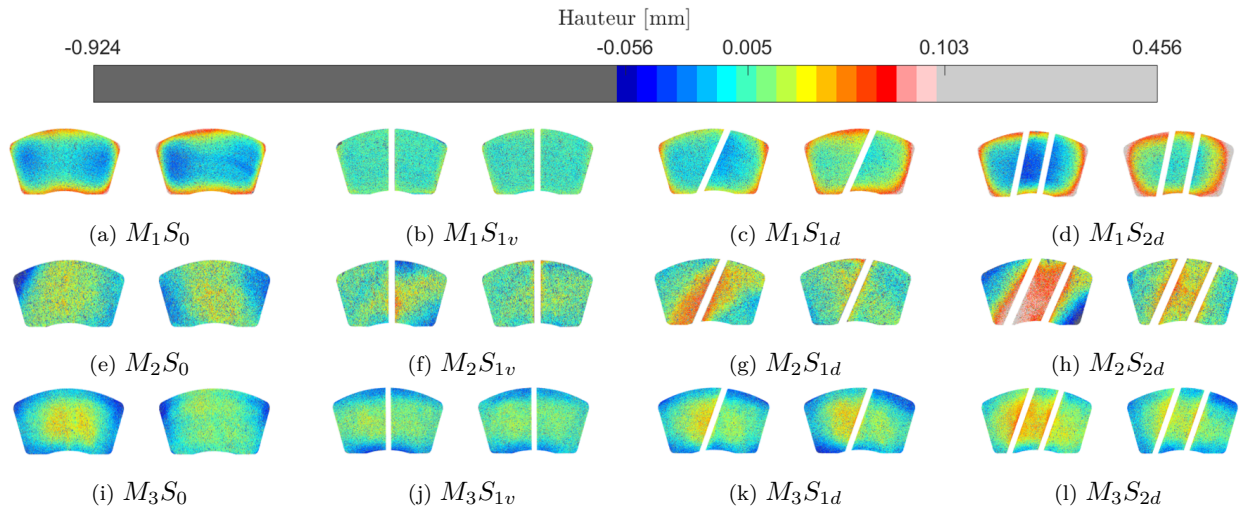 Hauteur [mm]
-0.924 -0.056 0.005 0.103 0.456
(a) M₁S₀ (b) M₁S₁ᵥ (c) M₁S₁d (d) M₁S₂d
(e) M₂S₀ (f) M₂S₁ᵥ (g) M₂S₁d (h) M₂S₂d
(i) M₃S₀ (j) M₃S₁ᵥ (k) M₃S₁d (l) M₃S₂d